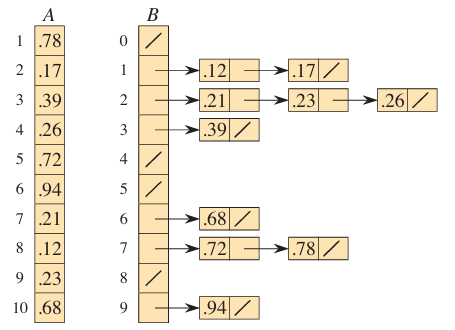 A B
1 .78 0 /
2 .17 1 .12 .17 /
3 .39 2 .21 .23 .26 /
4 .26 3 .39 /
5 .72 4 /
6 .94 5 /
7 .21 6 .68 /
8 .12 7 .72 .78 /
9 .23 8 /
10 .68 9 .94 /